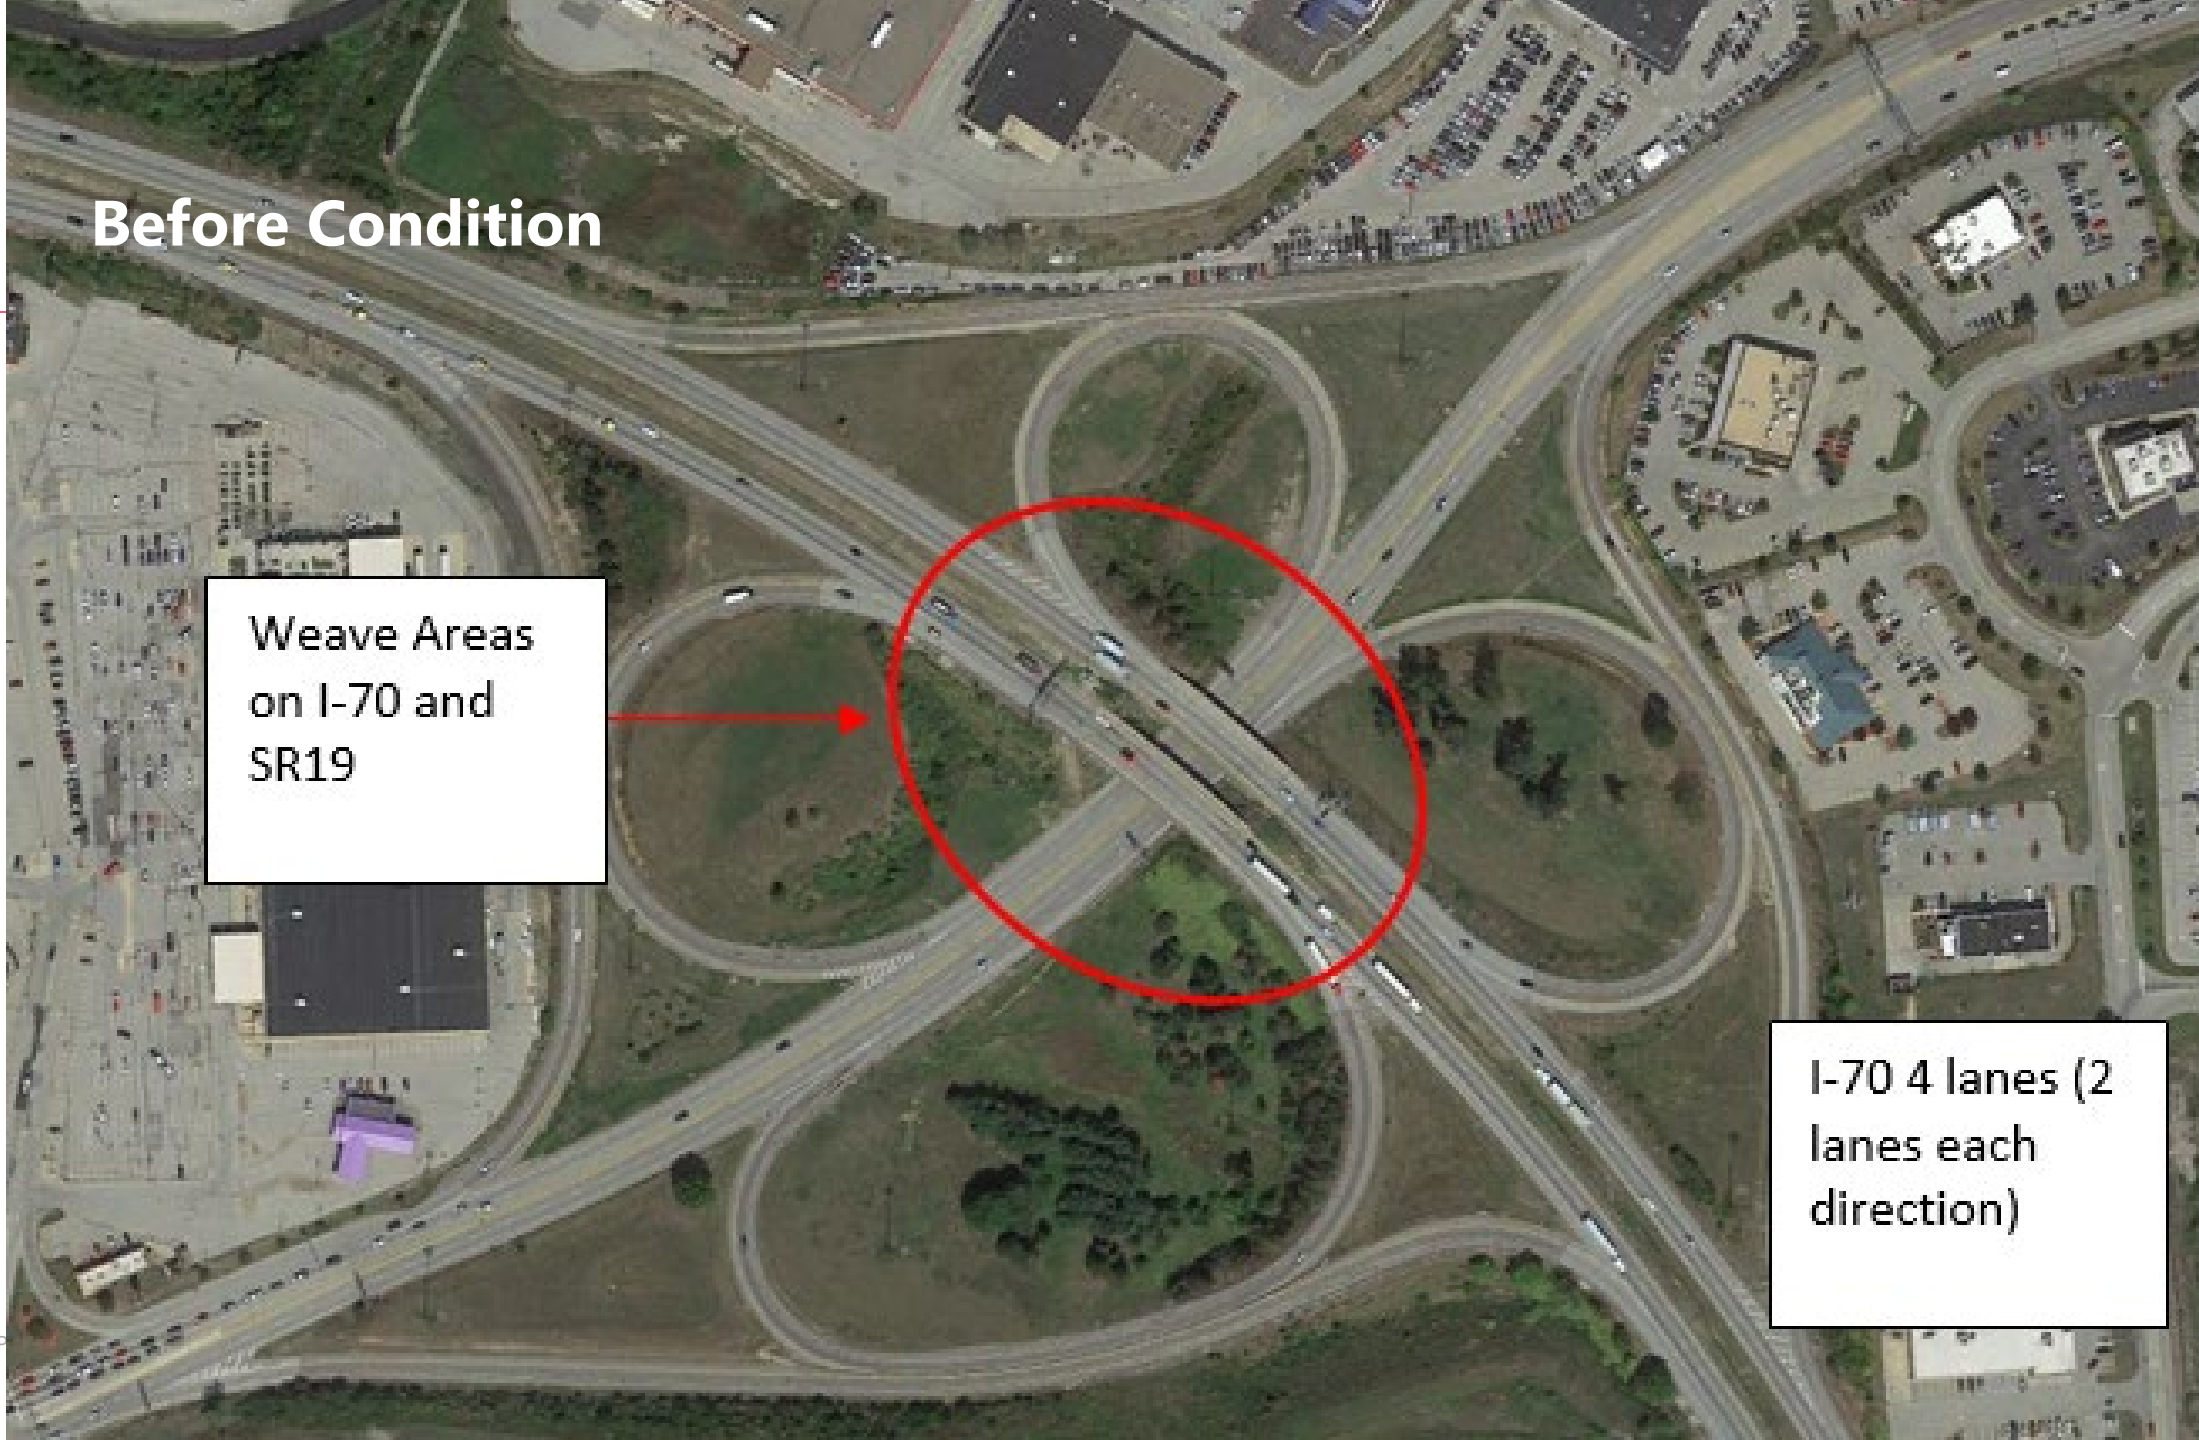 Before Condition
Weave Areas
on I-70 and
SR19
I-70 4 lanes (2
lanes each
direction)